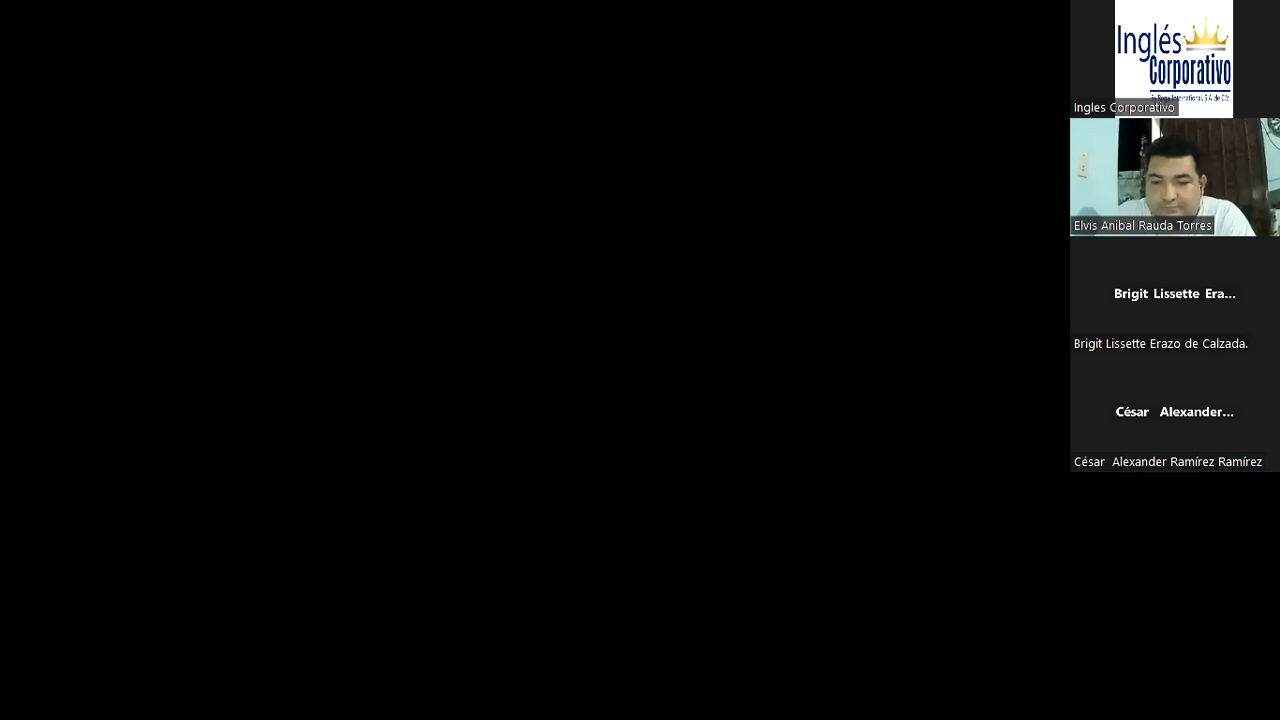 Inglés
Corporativo
Ingles Corporativo
Elvis Anibal Rauda Torres
Brigit Lissette Era...
Brigit Lissette Erazo de Calzada.
César Alexander...
César Alexander Ramírez Ramírez